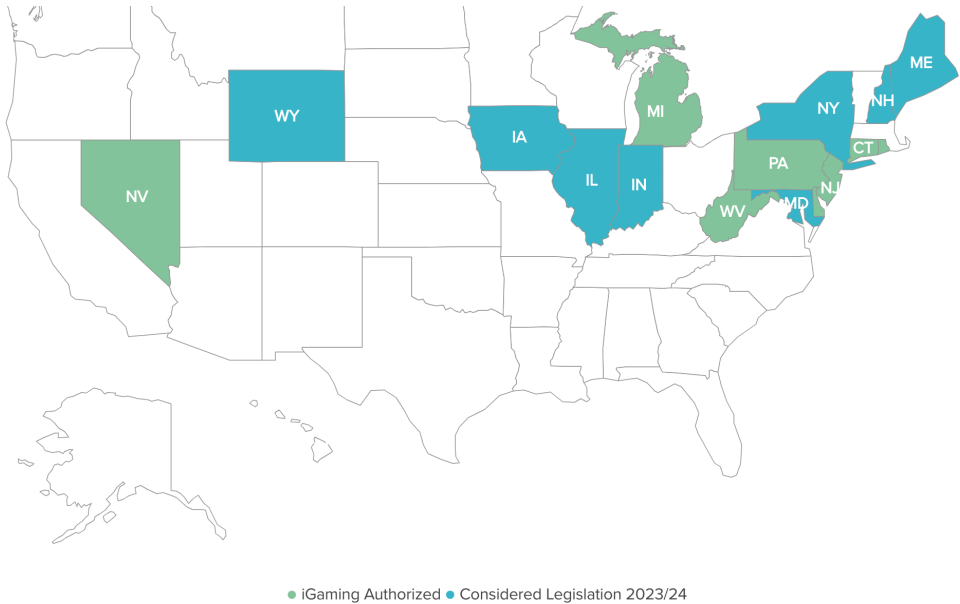 ME
NH
NY
WY
MI
IA
CT
PA
IL
IN
NJ
NV
MD
WV
iGaming Authorized
Considered Legislation 2023/24